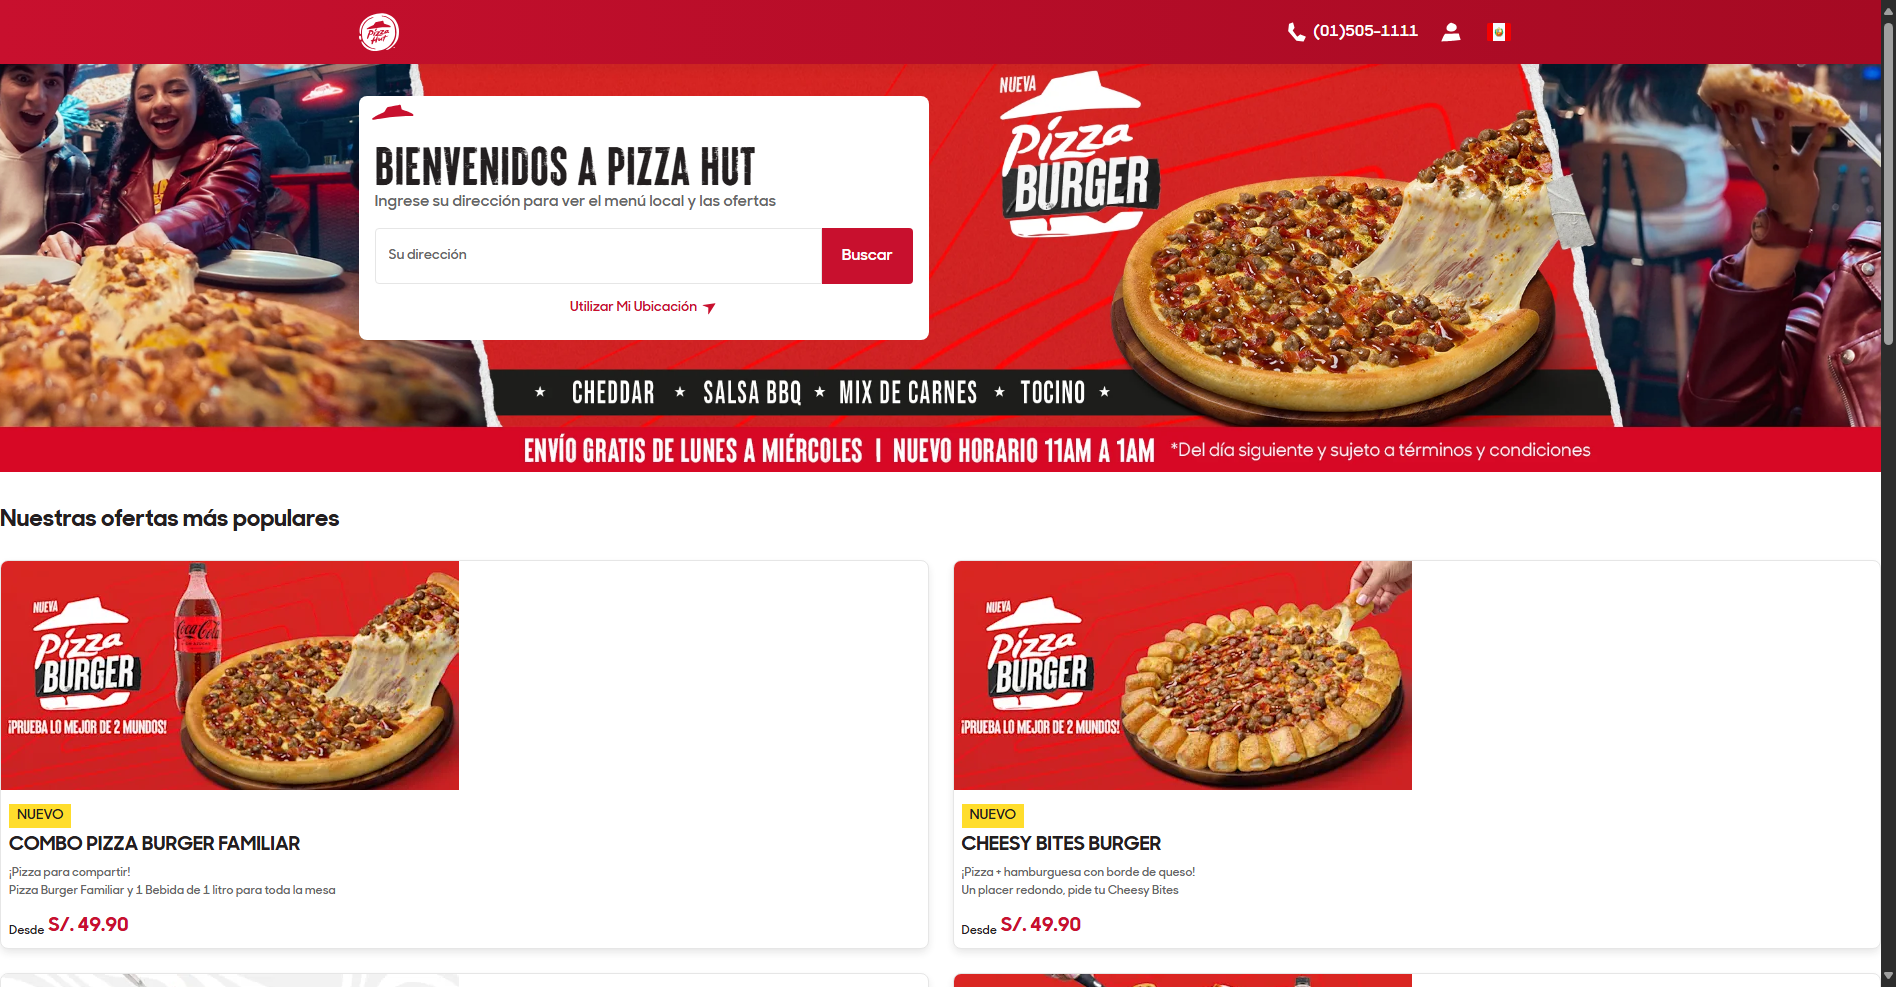 Pizza
Hut
(01)505-1111
BIENVENIDOS A PIZZA HUT
Ingrese su dirección para ver el menú local y las ofertas
Su dirección
Buscar
Utilizar Mi Ubicación
NUEVA
Pizza
BURGER
★ CHEDDAR ★ SALSA BBQ ★ MIX DE CARNES ★ TOCINO ★
ENVÍO GRATIS DE LUNES A MIÉRCOLES | NUEVO HORARIO 11AM A 1AM *Del día siguiente y sujeto a términos y condiciones
Nuestras ofertas más populares
NUEVA
Pizza
BURGER
¡PRUEBA LO MEJOR DE 2 MUNDOS!
Coca-Cola
NUEVO
COMBO PIZZA BURGER FAMILIAR
¡Pizza para compartir!
Pizza Burger Familiar y 1 Bebida de 1 litro para toda la mesa
Desde S/. 49.90
NUEVA
Pizza
BURGER
¡PRUEBA LO MEJOR DE 2 MUNDOS!
NUEVO
CHEESY BITES BURGER
¡Pizza + hamburguesa con borde de queso!
Un placer redondo, pide tu Cheesy Bites
Desde S/. 49.90